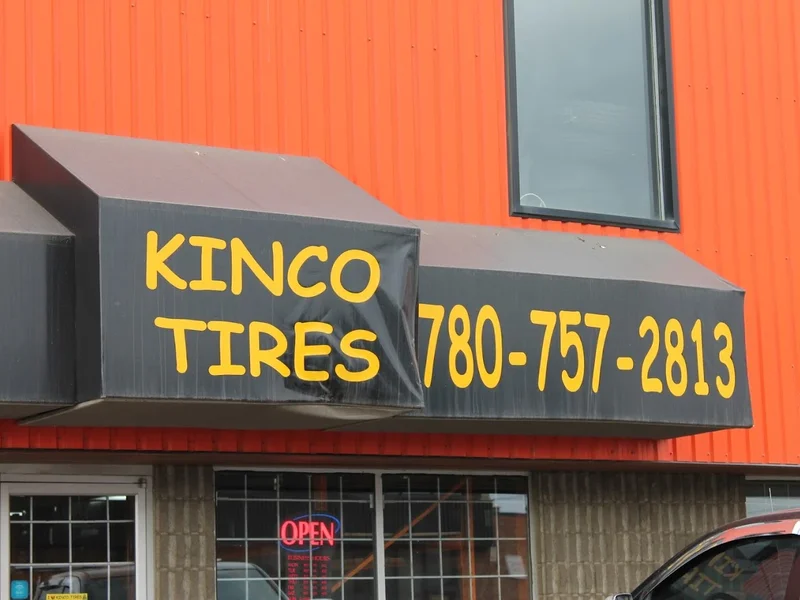 KINCO
TIRES
780-757-2813
OPEN